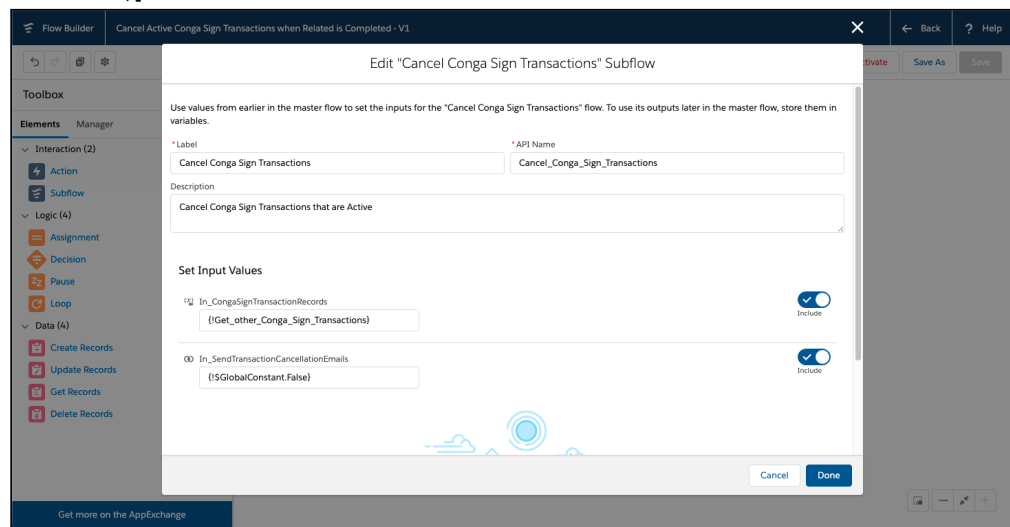 Flow Builder
Cancel Active Conga Sign Transactions when Related is Completed - V1
Back
? Help
Edit "Cancel Conga Sign Transactions" Subflow
Save As
Save
Toolbox
Use values from earlier in the master flow to set the inputs for the "Cancel Conga Sign Transactions" flow. To use its outputs later in the master flow, store them in
variables.
Elements
Manager
* Label
* API Name
Interaction (2)
Cancel Conga Sign Transactions
Cancel_Conga_Sign_Transactions
Action
Description
Subflow
Cancel Conga Sign Transactions that are Active
Logic (4)
Assignment
Decision
Set Input Values
Pause
Loop
In_CongaSignTransactionRecords
{!Get_other_Conga_Sign_Transactions}
Include
Data (4)
Create Records
In_SendTransactionCancellationEmails
Update Records
{!$GlobalConstant.False}
Include
Get Records
Delete Records
Cancel
Done
Get more on the AppExchange